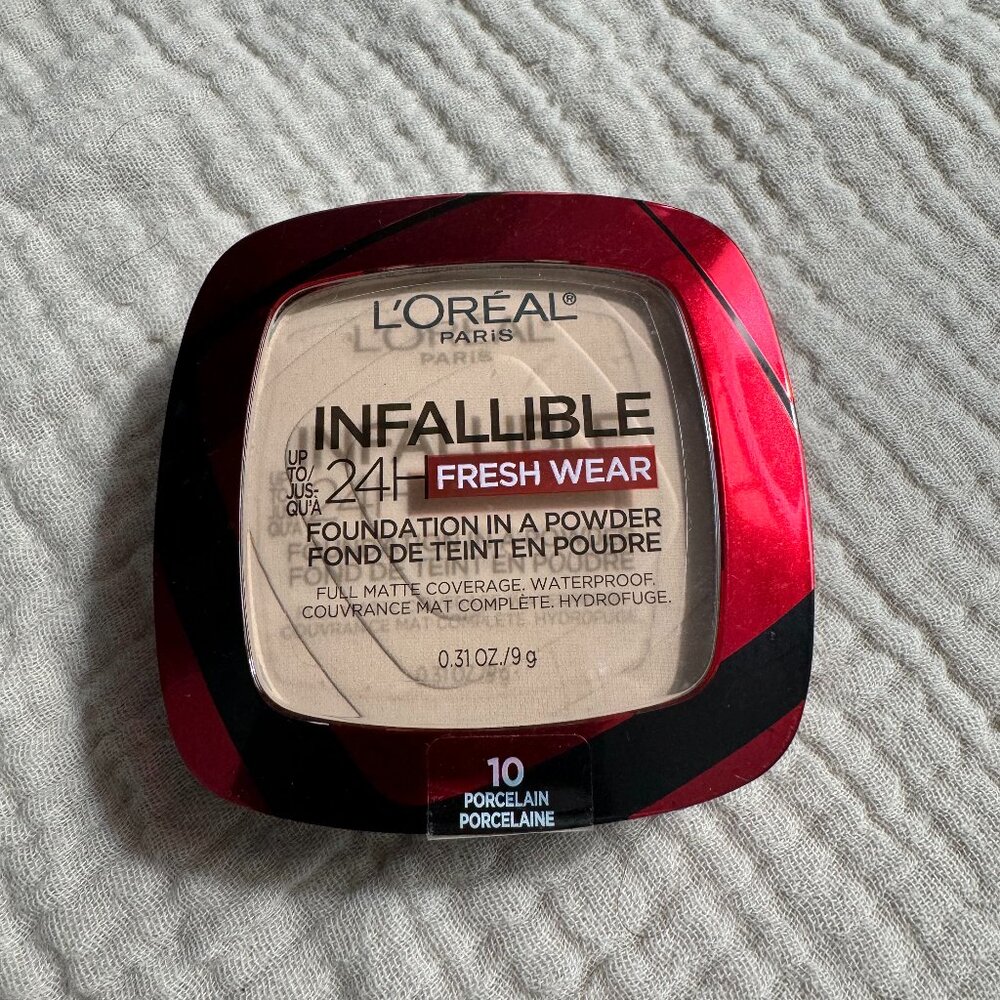 L'ORÉAL®
PARiS
INFALLIBLE
UP
TO/
JUS-
QU'À
24H FRESH WEAR
FOUNDATION IN A POWDER
FOND DE TEINT EN POUDRE
FULL MATTE COVERAGE. WATERPROOF.
COUVRANCE MAT COMPLÈTE. HYDROFUGE.
0.31 OZ./9 g
10
PORCELAIN
PORCELAINE